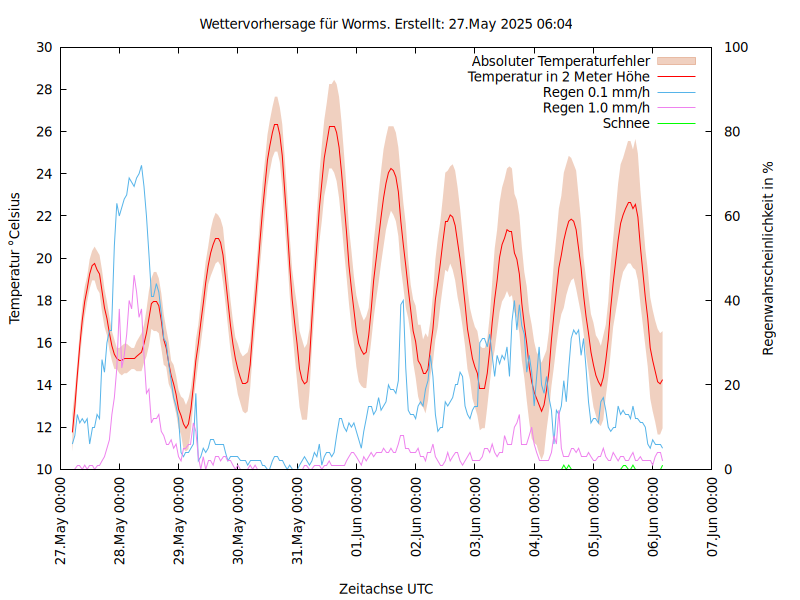 Wettervorhersage für Worms. Erstellt: 27.May 2025 06:04
Absoluter Temperaturfehler
Temperatur in 2 Meter Höhe
Regen 0.1 mm/h
Regen 1.0 mm/h
Schnee
Temperatur °Celsius
30
28
26
24
22
20
18
16
14
12
10
100
80
60
40
20
0
Regenwahrscheinlichkeit in %
27.May 00:00
28.May 00:00
29.May 00:00
30.May 00:00
31.May 00:00
01.Jun 00:00
02.Jun 00:00
03.Jun 00:00
04.Jun 00:00
05.Jun 00:00
06.Jun 00:00
07.Jun 00:00
Zeitachse UTC